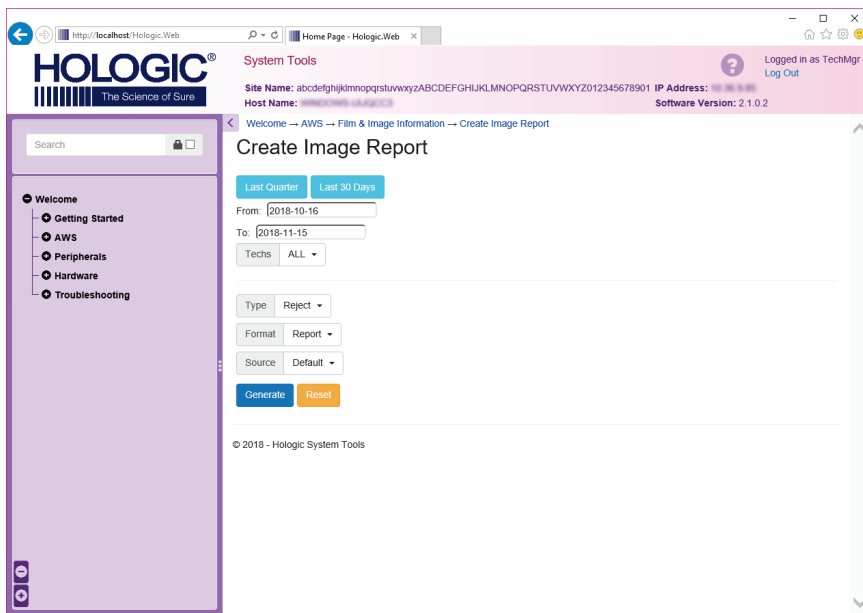 http://localhost/Hologic.Web
Home Page - Hologic.Web
HOLOGIC®
The Science of Sure
System Tools
Site Name: abcdefghijklmnopqrstuvwxyzABCDEFGHIJKLMNOPQRSTUVWXYZ012345678901 IP Address:
Host Name:
Software Version: 2.1.0.2
?
Logged in as TechMgr
Log Out
Search
Welcome
Getting Started
AWS
Peripherals
Hardware
Troubleshooting
Welcome → AWS → Film & Image Information → Create Image Report
Create Image Report
Last Quarter Last 30 Days
From: 2018-10-16
To: 2018-11-15
Techs ALL
Type Reject
Format Report
Source Default
Generate Reset
© 2018 - Hologic System Tools